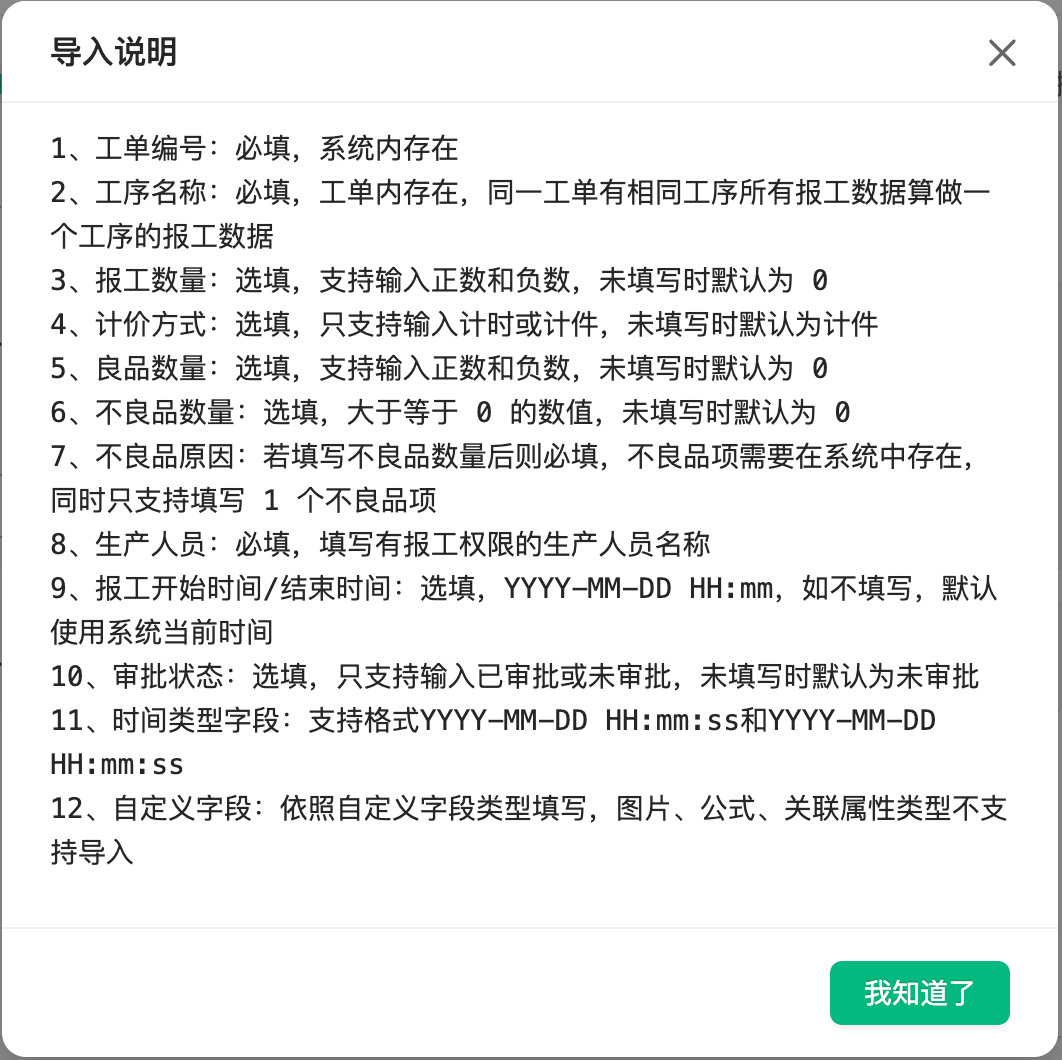 导入说明
1、工单编号：必填，系统内存在
2、工序名称：必填，工单内存在，同一工单有相同工序所有报工数据算做一
个工序的报工数据
3、报工数量：选填，支持输入正数和负数，未填写时默认为 0
4、计价方式：选填，只支持输入计时或计件，未填写时默认为计件
5、良品数量：选填，支持输入正数和负数，未填写时默认为 0
6、不良品数量：选填，大于等于 0 的数值，未填写时默认为 0
7、不良品原因：若填写不良品数量后则必填，不良品项需要在系统中存在，
同时只支持填写 1 个不良品项
8、生产人员：必填，填写有报工权限的生产人员名称
9、报工开始时间/结束时间：选填，YYYY-MM-DD HH:mm，如不填写，默认
使用系统当前时间
10、审批状态：选填，只支持输入已审批或未审批，未填写时默认为未审批
11、时间类型字段：支持格式YYYY-MM-DD HH:mm:ss和YYYY-MM-DD
HH:mm:ss
12、自定义字段：依照自定义字段类型填写，图片、公式、关联属性类型不支
持导入
我知道了